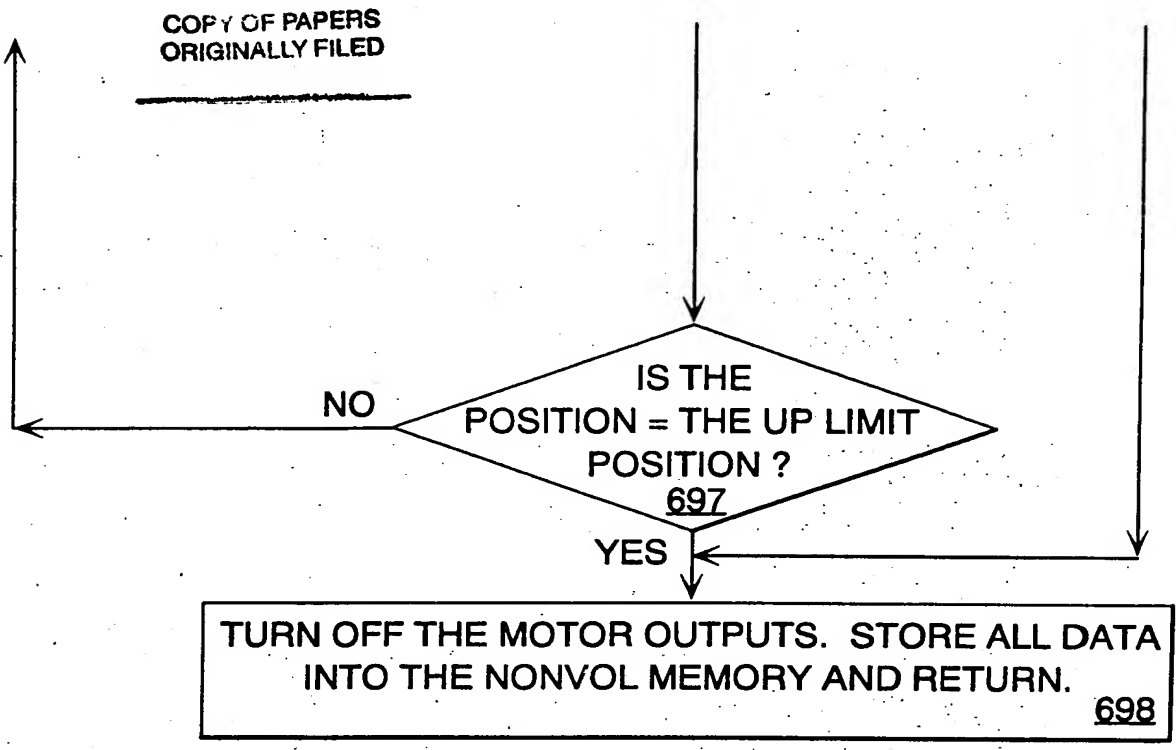 COPY OF PAPERS
ORIGINALLY FILED
IS THE
POSITION = THE UP LIMIT
POSITION ?
697
NO
YES
TURN OFF THE MOTOR OUTPUTS. STORE ALL DATA
INTO THE NONVOL MEMORY AND RETURN.
698